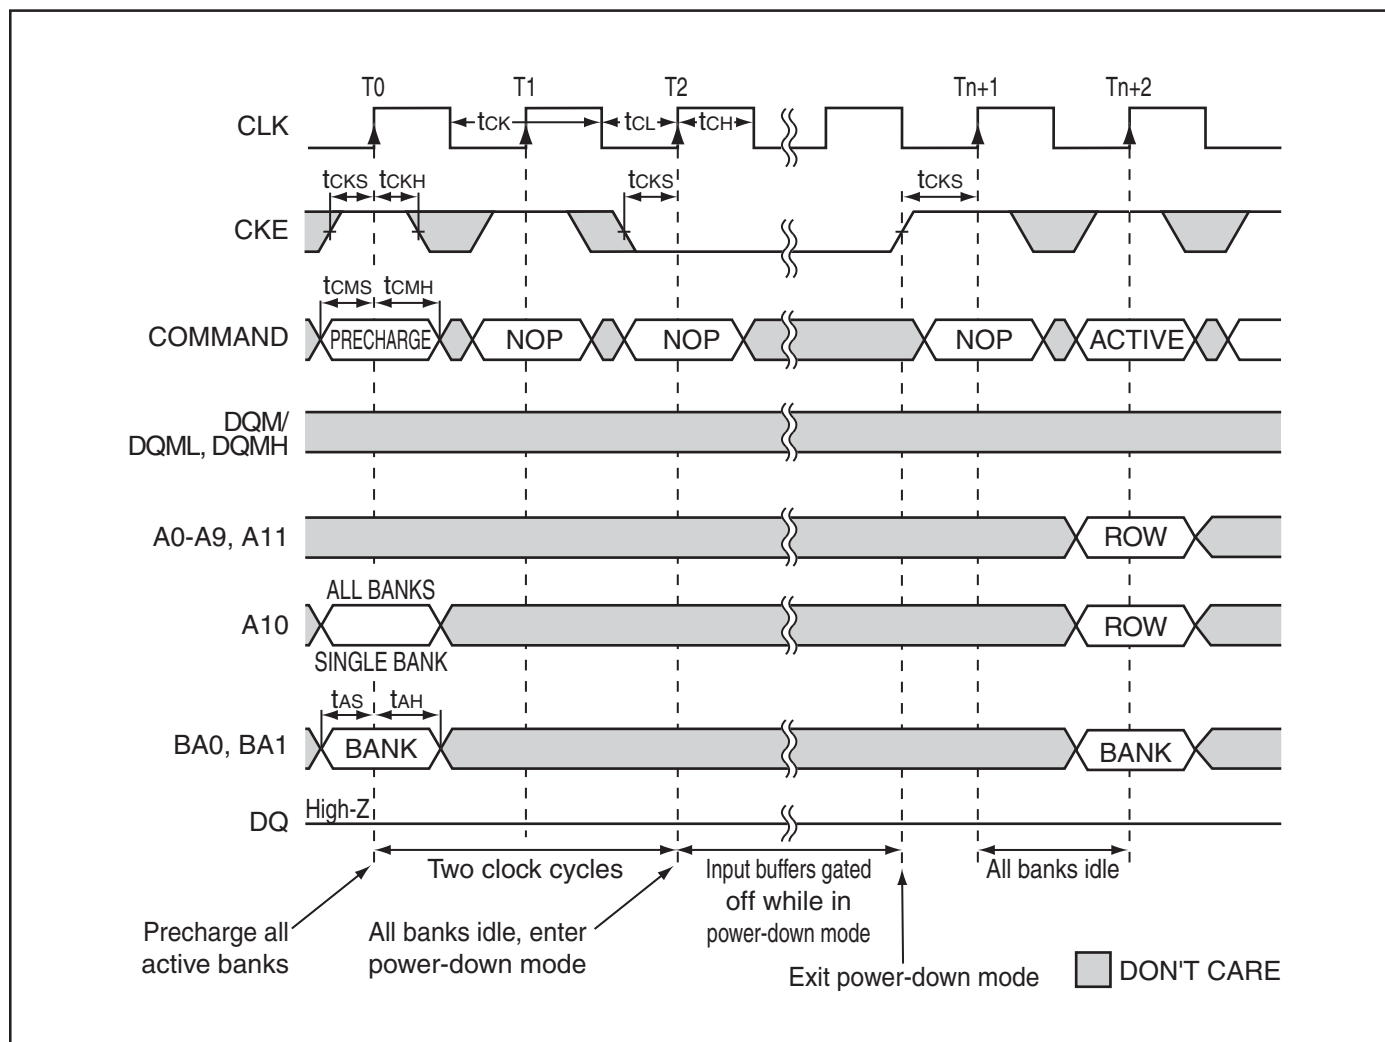 T0 T1 T2 Tn+1 Tn+2
CLK tCK tCL tCH
tCKS tCKH tCKS tCKS
CKE
tCMS tCMH
COMMAND PRECHARGE NOP NOP NOP ACTIVE
DQM/
DQML, DQMH
A0-A9, A11 ROW
ALL BANKS
A10 ROW
SINGLE BANK
tAS tAH
BA0, BA1 BANK BANK
High-Z
DQ
Two clock cycles
Input buffers gated
off while in
power-down mode
All banks idle
Precharge all
active banks
All banks idle, enter
power-down mode
Exit power-down mode
DON'T CARE